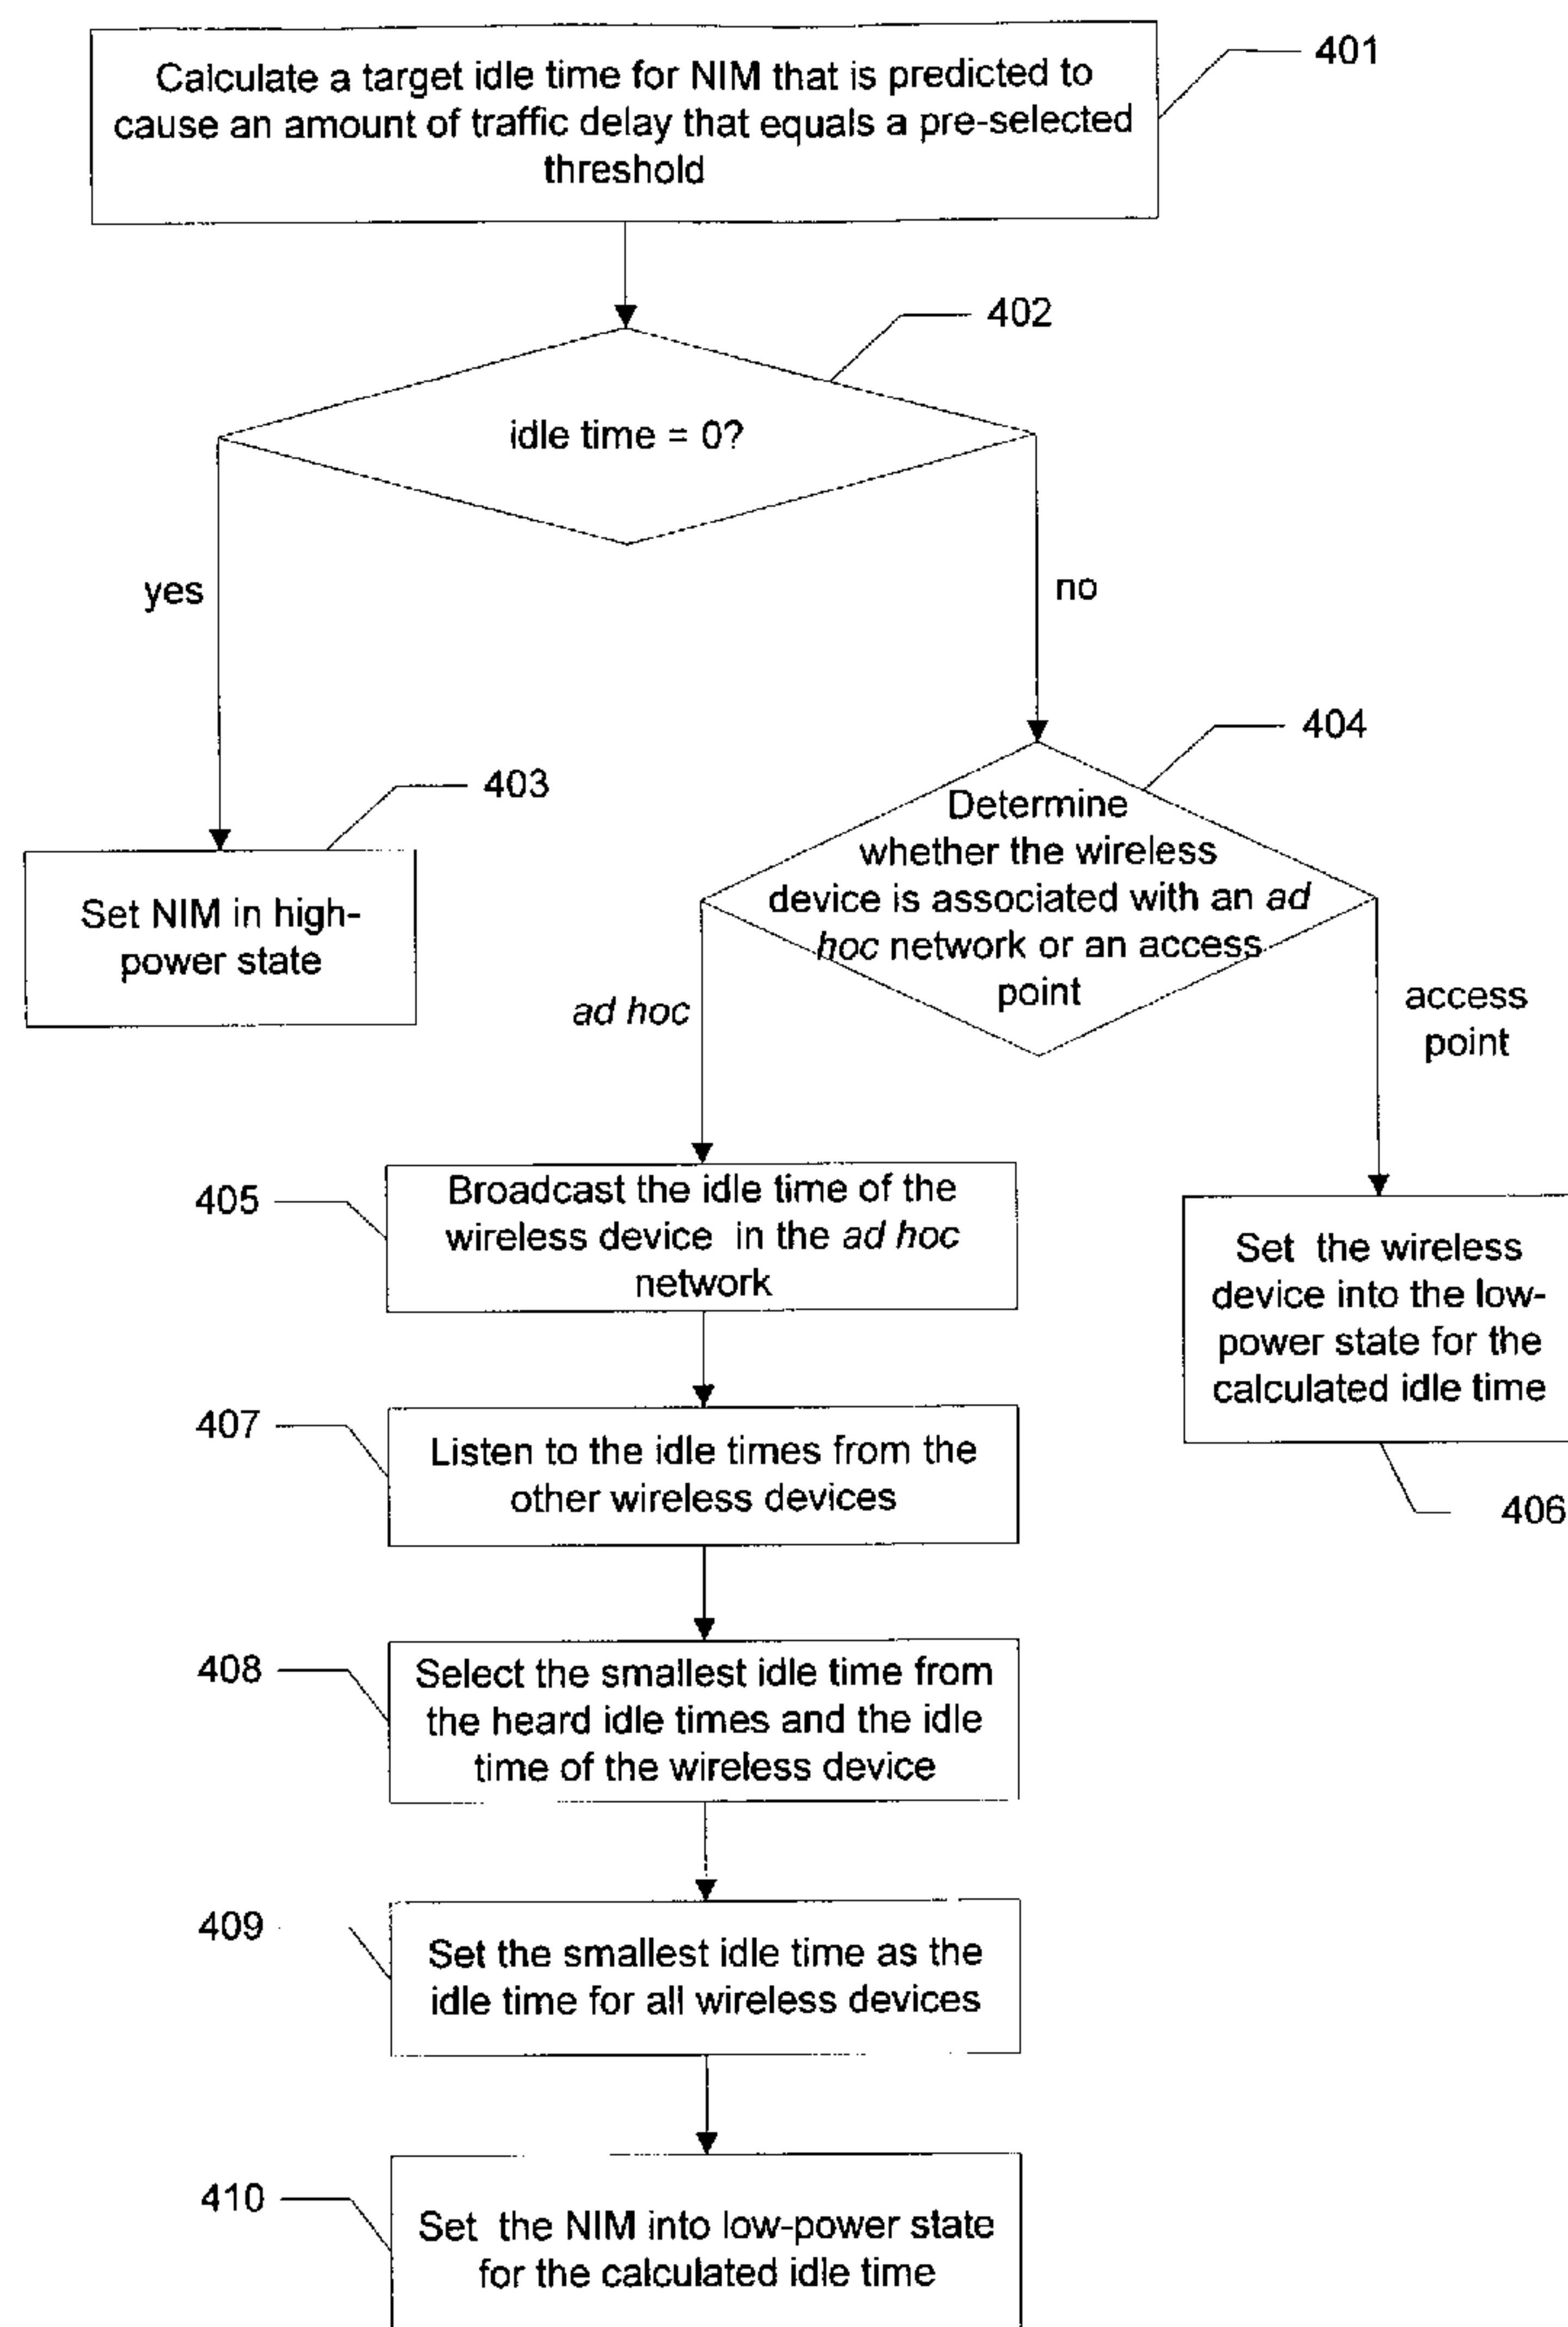 401
Calculate a target idle time for NIM that is predicted to
cause an amount of traffic delay that equals a pre-selected
threshold
402
idle time = 0?
yes
no
404
403
Determine
whether the wireless
device is associated with an ad
hoc network or an access
point
Set NIM in high-
power state
ad hoc
access
point
405
Broadcast the idle time of the
wireless device in the ad hoc
network
Set the wireless
device into the low-
power state for the
calculated idle time
406
407
Listen to the idle times from the
other wireless devices
408
Select the smallest idle time from
the heard idle times and the idle
time of the wireless device
409
Set the smallest idle time as the
idle time for all wireless devices
410
Set the NIM into low-power state
for the calculated idle time